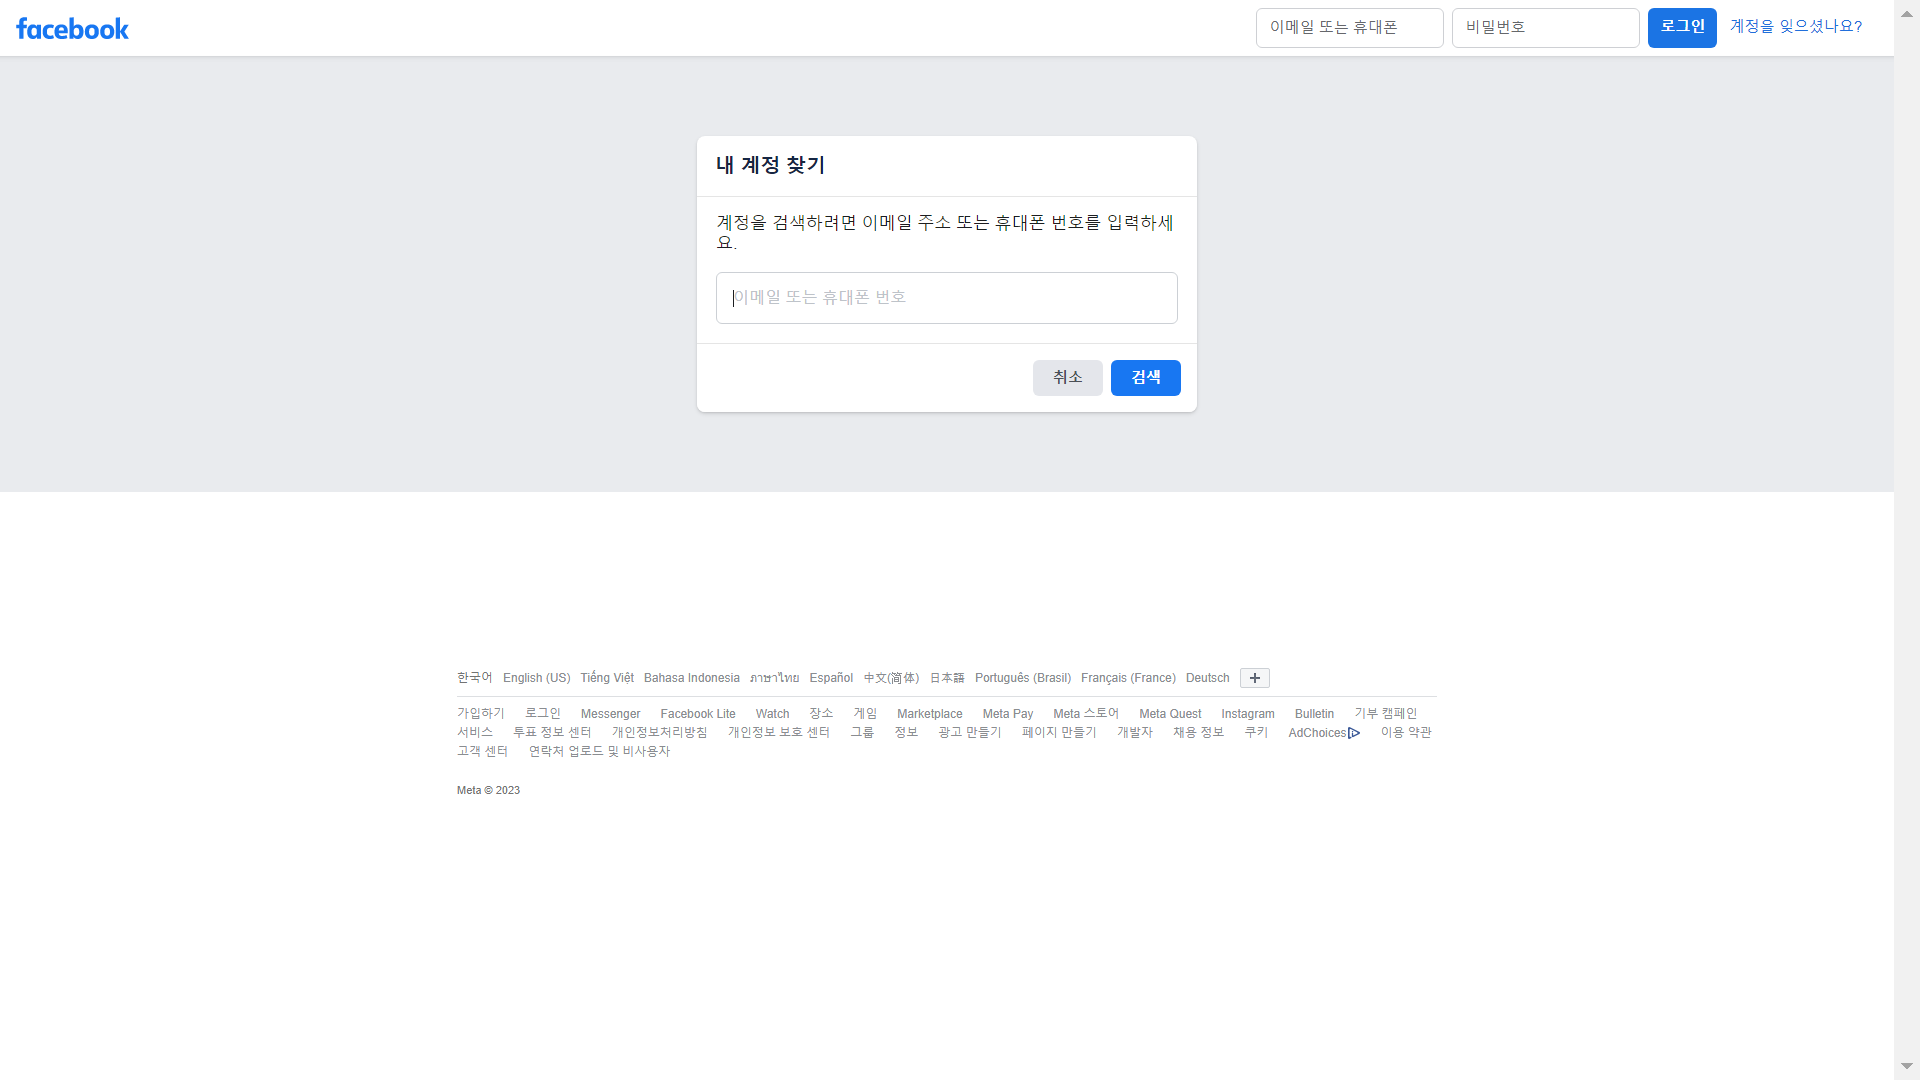 facebook
이메일 또는 휴대폰
비밀번호
로그인
계정을 잊으셨나요?
내 계정 찾기
계정을 검색하려면 이메일 주소 또는 휴대폰 번호를 입력하세
요.
이메일 또는 휴대폰 번호
취소
검색
한국어 English (US) Tiếng Việt Bahasa Indonesia ภาษาไทย Español 中文(简体) 日本語 Português (Brasil) Français (France) Deutsch
가입하기 로그인 Messenger Facebook Lite Watch 장소 게임 Marketplace Meta Pay Meta 스토어 Meta Quest Instagram Bulletin 기부 캠페인
서비스 투표 정보 센터 개인정보처리방침 개인정보 보호 센터 그룹 정보 광고 만들기 페이지 만들기 개발자 채용 정보 쿠키 AdChoices 이용 약관
고객 센터 연락처 업로드 및 비사용자
Meta © 2023